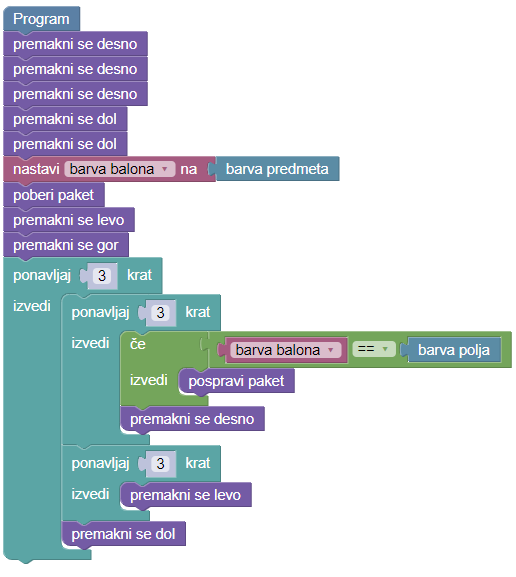 Program
premakni se desno
premakni se desno
premakni se desno
premakni se dol
premakni se dol
nastavi barva balona na barva predmeta
poberi paket
premakni se levo
premakni se gor
ponavljaj 3 krat
izvedi ponavljaj 3 krat
izvedi če barva balona == barva polja
izvedi pospravi paket
premakni se desno
ponavljaj 3 krat
izvedi premakni se levo
premakni se dol